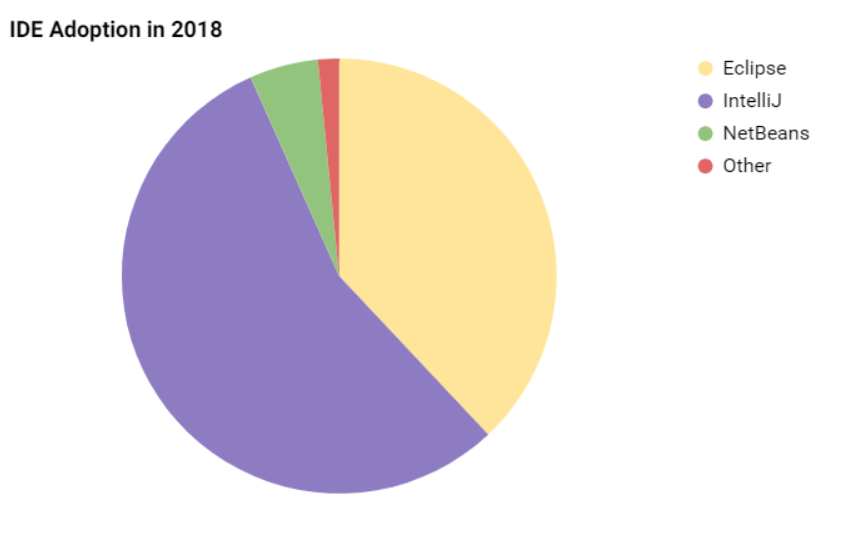 IDE Adoption in 2018
Eclipse
IntelliJ
NetBeans
Other